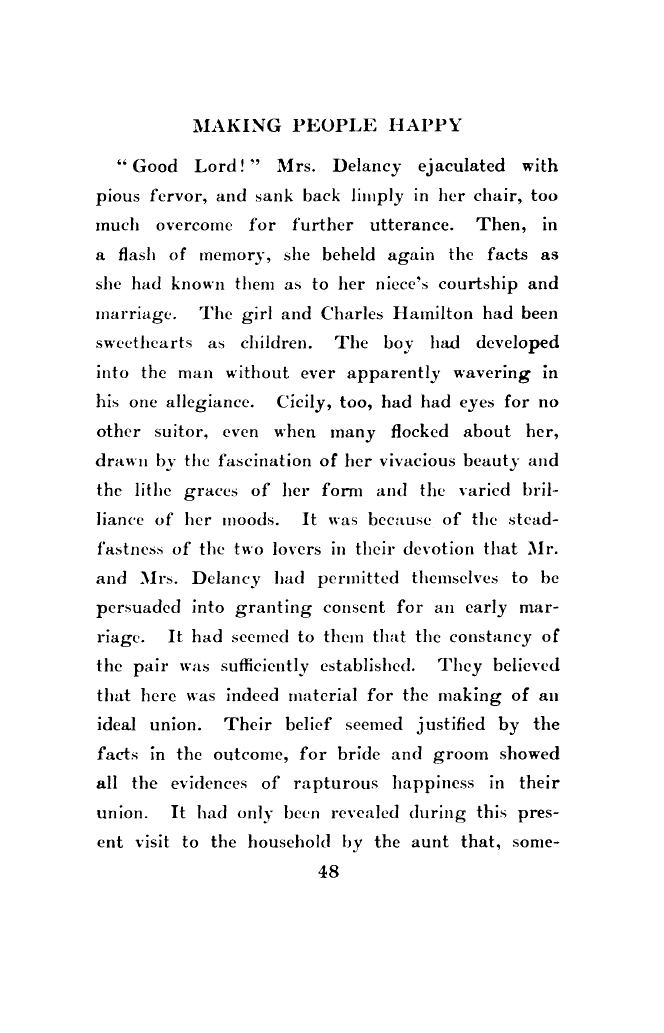 MAKING PEOPLE HAPPY
“Good Lord!” Mrs. Delancy ejaculated with
pious fervor, and sank back limply in her chair, too
much overcome for further utterance. Then, in
a flash of memory, she beheld again the facts as
she had known them as to her niece's courtship and
marriage. The girl and Charles Hamilton had been
sweethearts as children. The boy had developed
into the man without ever apparently wavering in
his one allegiance. Cicily, too, had had eyes for no
other suitor, even when many flocked about her,
drawn by the fascination of her vivacious beauty and
the lithe graces of her form and the varied bril-
liance of her moods. It was because of the stead-
fastness of the two lovers in their devotion that Mr.
and Mrs. Delancy had permitted themselves to be
persuaded into granting consent for an early mar-
riage. It had seemed to them that the constancy of
the pair was sufficiently established. They believed
that here was indeed material for the making of an
ideal union. Their belief seemed justified by the
facts in the outcome, for bride and groom showed
all the evidences of rapturous happiness in their
union. It had only been revealed during this pres-
ent visit to the household by the aunt that, some-
48